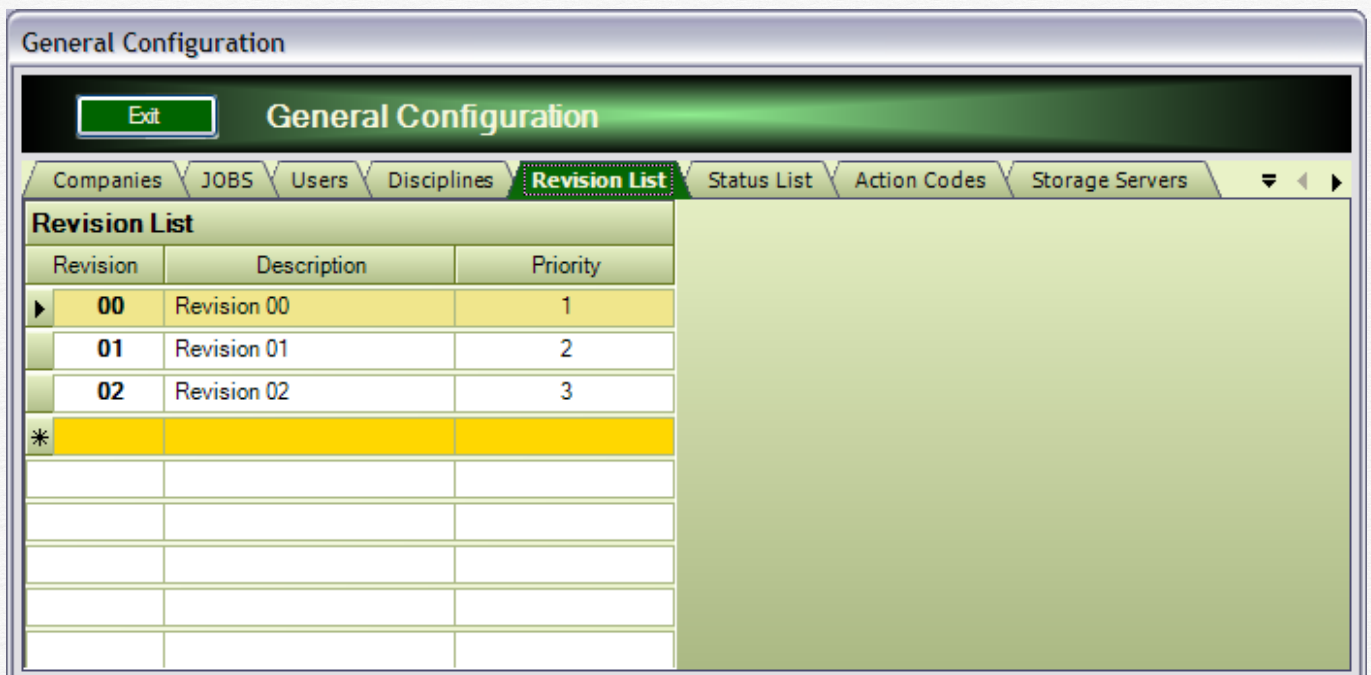 General Configuration
Exit General Configuration
Companies JOBS Users Disciplines Revision List Status List Action Codes Storage Servers
Revision List
Revision Description Priority
00 Revision 00 1
01 Revision 01 2
02 Revision 02 3